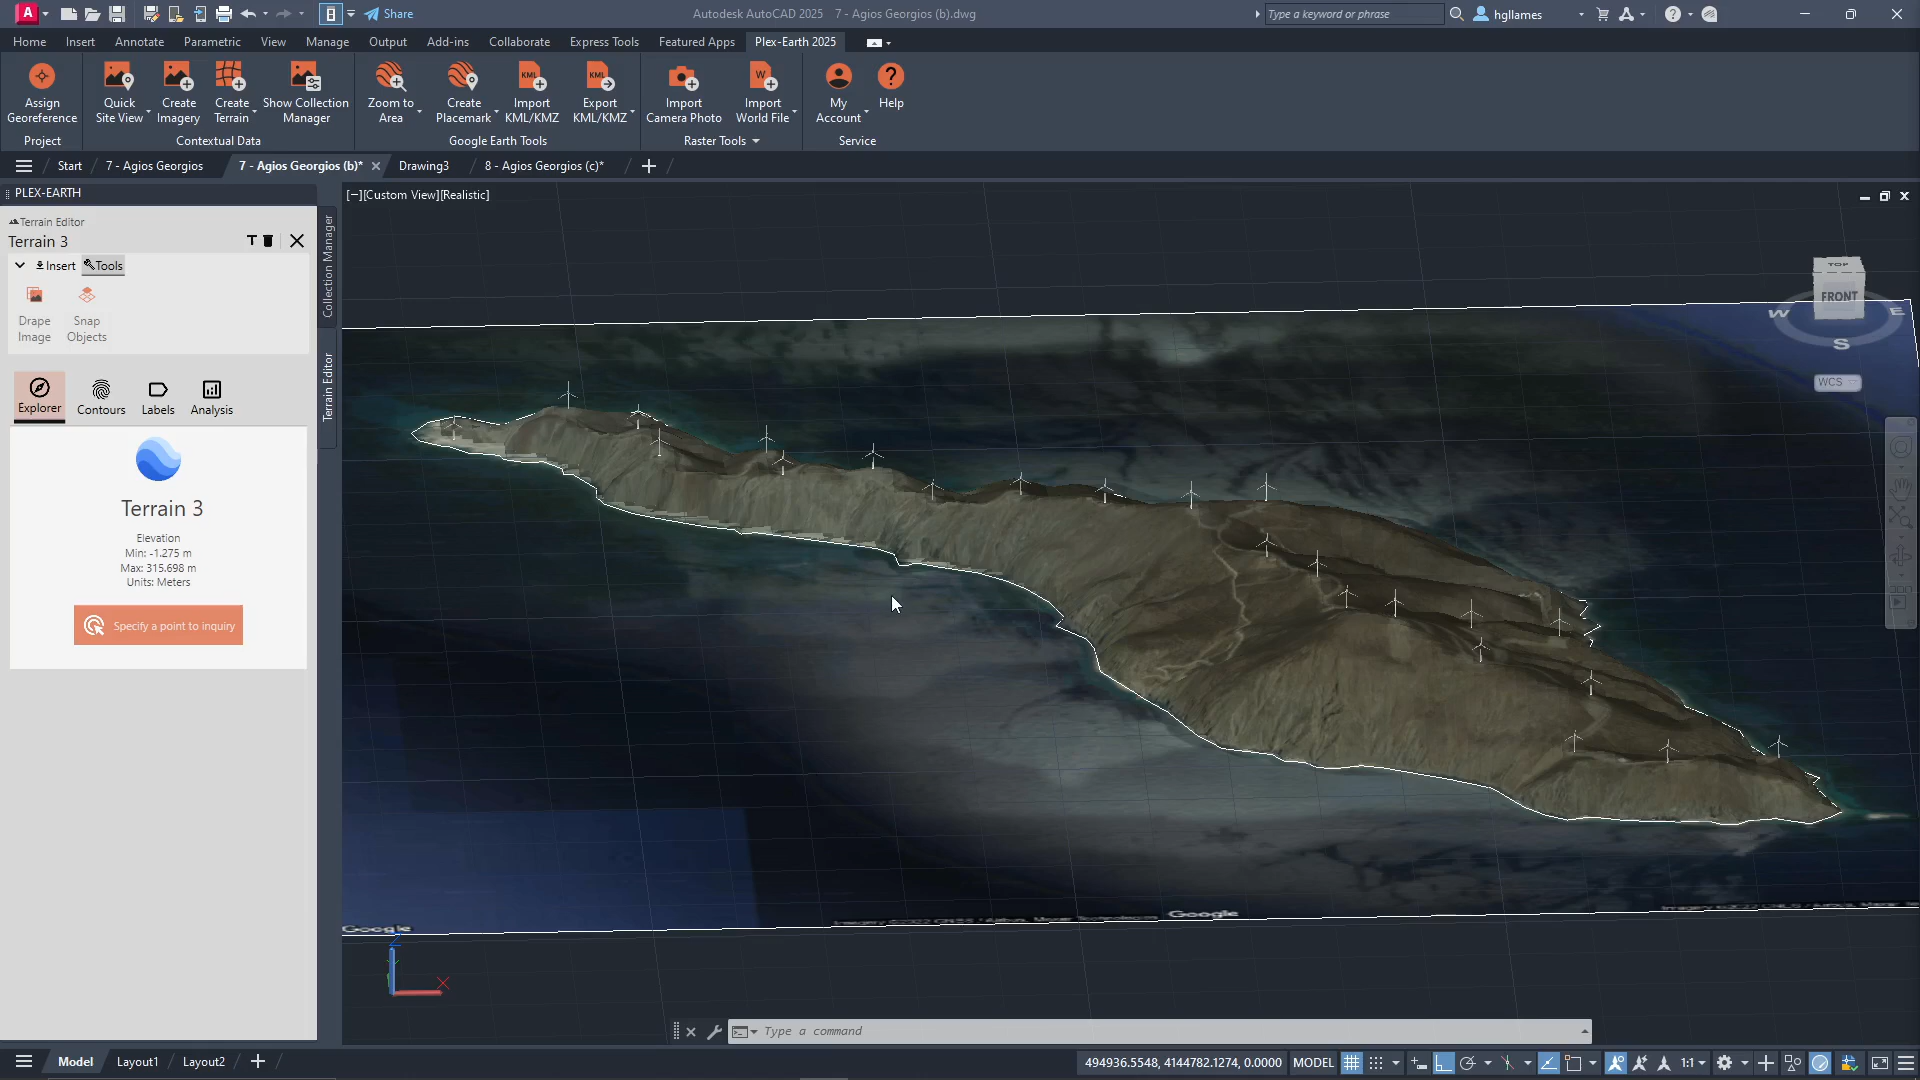 A
Share
Autodesk AutoCAD 2025 7 - Agios Georgios (b).dwg
Type a keyword or phrase
hgllames
Home Insert Annotate Parametric View Manage Output Add-ins Collaborate Express Tools Featured Apps Plex-Earth 2025
KML KML W ?
Assign Georeference
Quick Site View
Create Imagery
Create Terrain
Show Collection Manager
Zoom to Area
Create Placemark
Import KML/KMZ
Export KML/KMZ
Import Camera Photo
Import World File
My Account
Help
Project Contextual Data Google Earth Tools Raster Tools Service
Start 7 - Agios Georgios 7 - Agios Georgios (b)* Drawing3 8 - Agios Georgios (c)*
PLEX-EARTH
[−][Custom View][Realistic]
Terrain Editor
Terrain 3
Insert Tools
Drape Image
Snap Objects
Collection Manager
Terrain Editor
Explorer Contours Labels Analysis
Terrain 3
Elevation
Min: -1.275 m
Max: 315.698 m
Units: Meters
Specify a point to inquiry
TOP
FRONT
W E
S
WCS
Google
Google
Z
Y
X
Type a command
Model Layout1 Layout2
494936.5548, 4144782.1274, 0.0000 MODEL 1:1